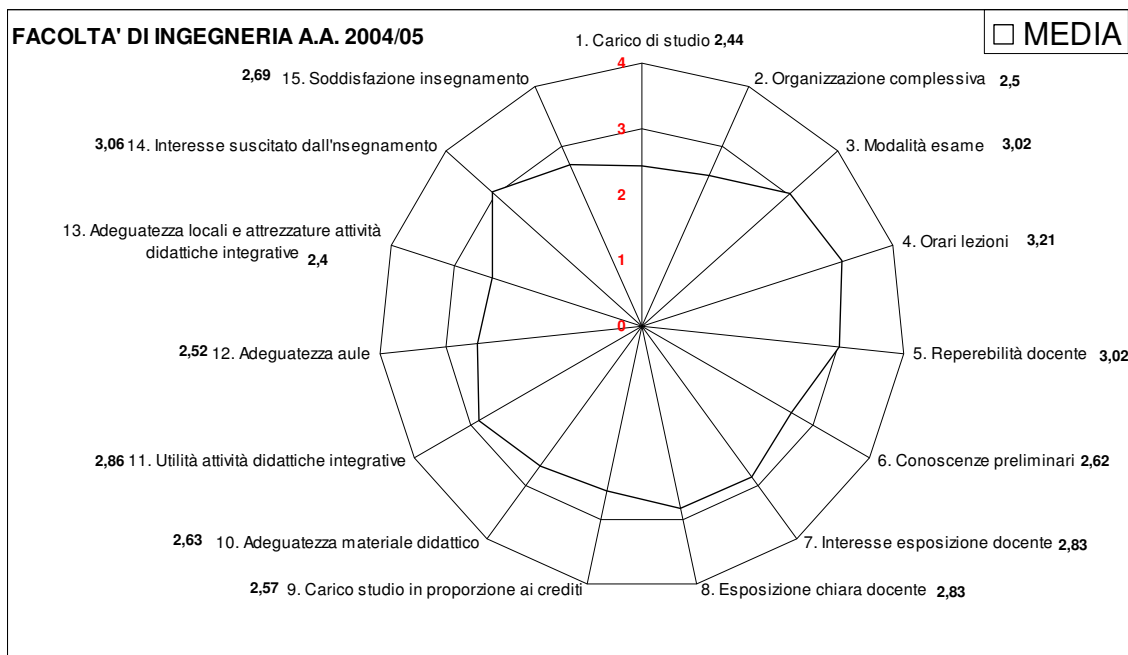 FACOLTA' DI INGEGNERIA A.A. 2004/05
□ MEDIA
1. Carico di studio 2,44
2. Organizzazione complessiva 2,5
3. Modalità esame 3,02
4. Orari lezioni 3,21
5. Reperebilità docente 3,02
6. Conoscenze preliminari 2,62
7. Interesse esposizione docente 2,83
8. Esposizione chiara docente 2,83
2,57 9. Carico studio in proporzione ai crediti
2,63 10. Adeguatezza materiale didattico
2,86 11. Utilità attività didattiche integrative
2,52 12. Adeguatezza aule
13. Adeguatezza locali e attrezzature attività
didattiche integrative 2,4
3,06 14. Interesse suscitato dall'nsegnamento
2,69 15. Soddisfazione insegnamento
4
3
2
1
0